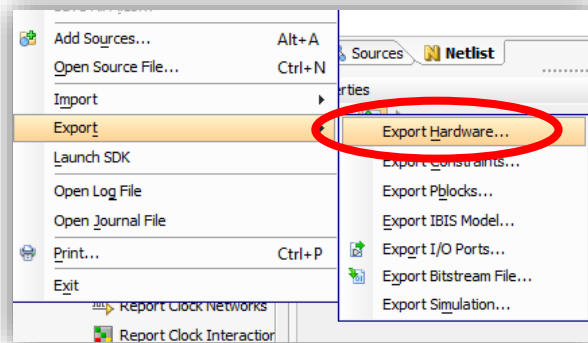 Add Sources... Alt+A
Open Source File... Ctrl+N
Import
Export
Launch SDK
Open Log File
Open Journal File
Print... Ctrl+P
Exit
Sources Netlist
rties
Export Hardware...
Export Constraints...
Export Pblocks...
Export IBIS Model...
Export I/O Ports...
Export Bitstream File...
Export Simulation...
Report Clock Networks
Report Clock Interaction